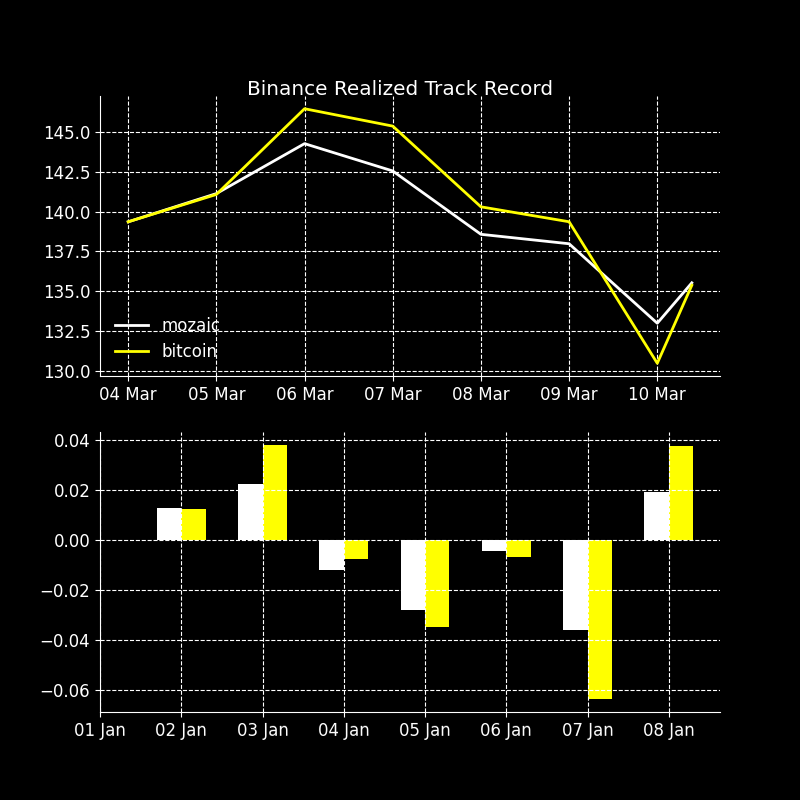 Binance Realized Track Record
145.0
142.5
140.0
137.5
135.0
132.5
130.0
mozaic
bitcoin
04 Mar 05 Mar 06 Mar 07 Mar 08 Mar 09 Mar 10 Mar
0.04
0.02
0.00
−0.02
−0.04
−0.06
01 Jan 02 Jan 03 Jan 04 Jan 05 Jan 06 Jan 07 Jan 08 Jan